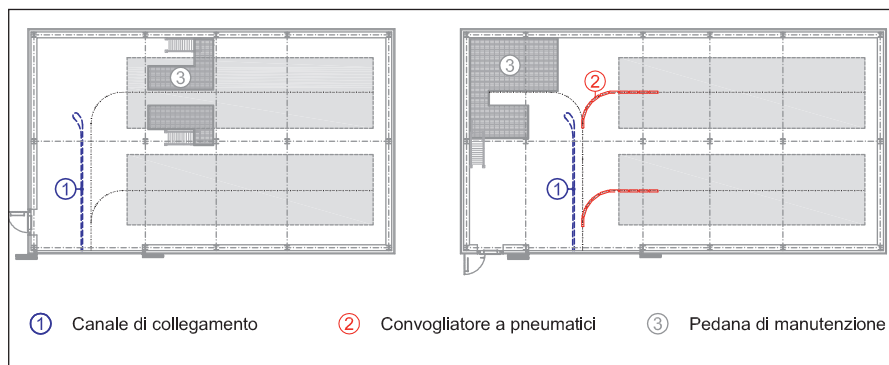 3
1
3
2
1
1 Canale di collegamento
2 Convogliatore a pneumatici
3 Pedana di manutenzione